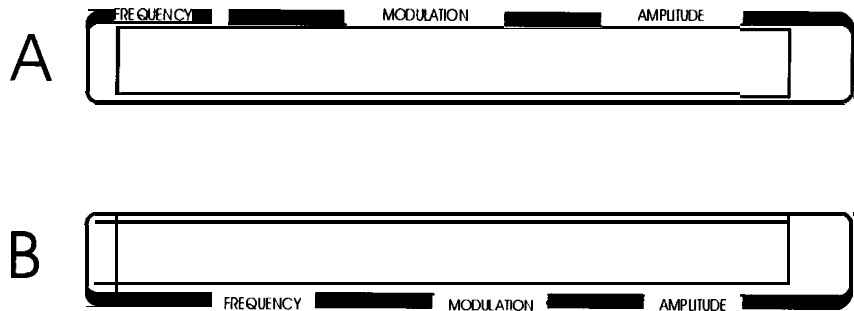 FREQUENCY MODULATION AMPLITUDE
A
B
FREQUENCY MODULATION AMPLITUDE